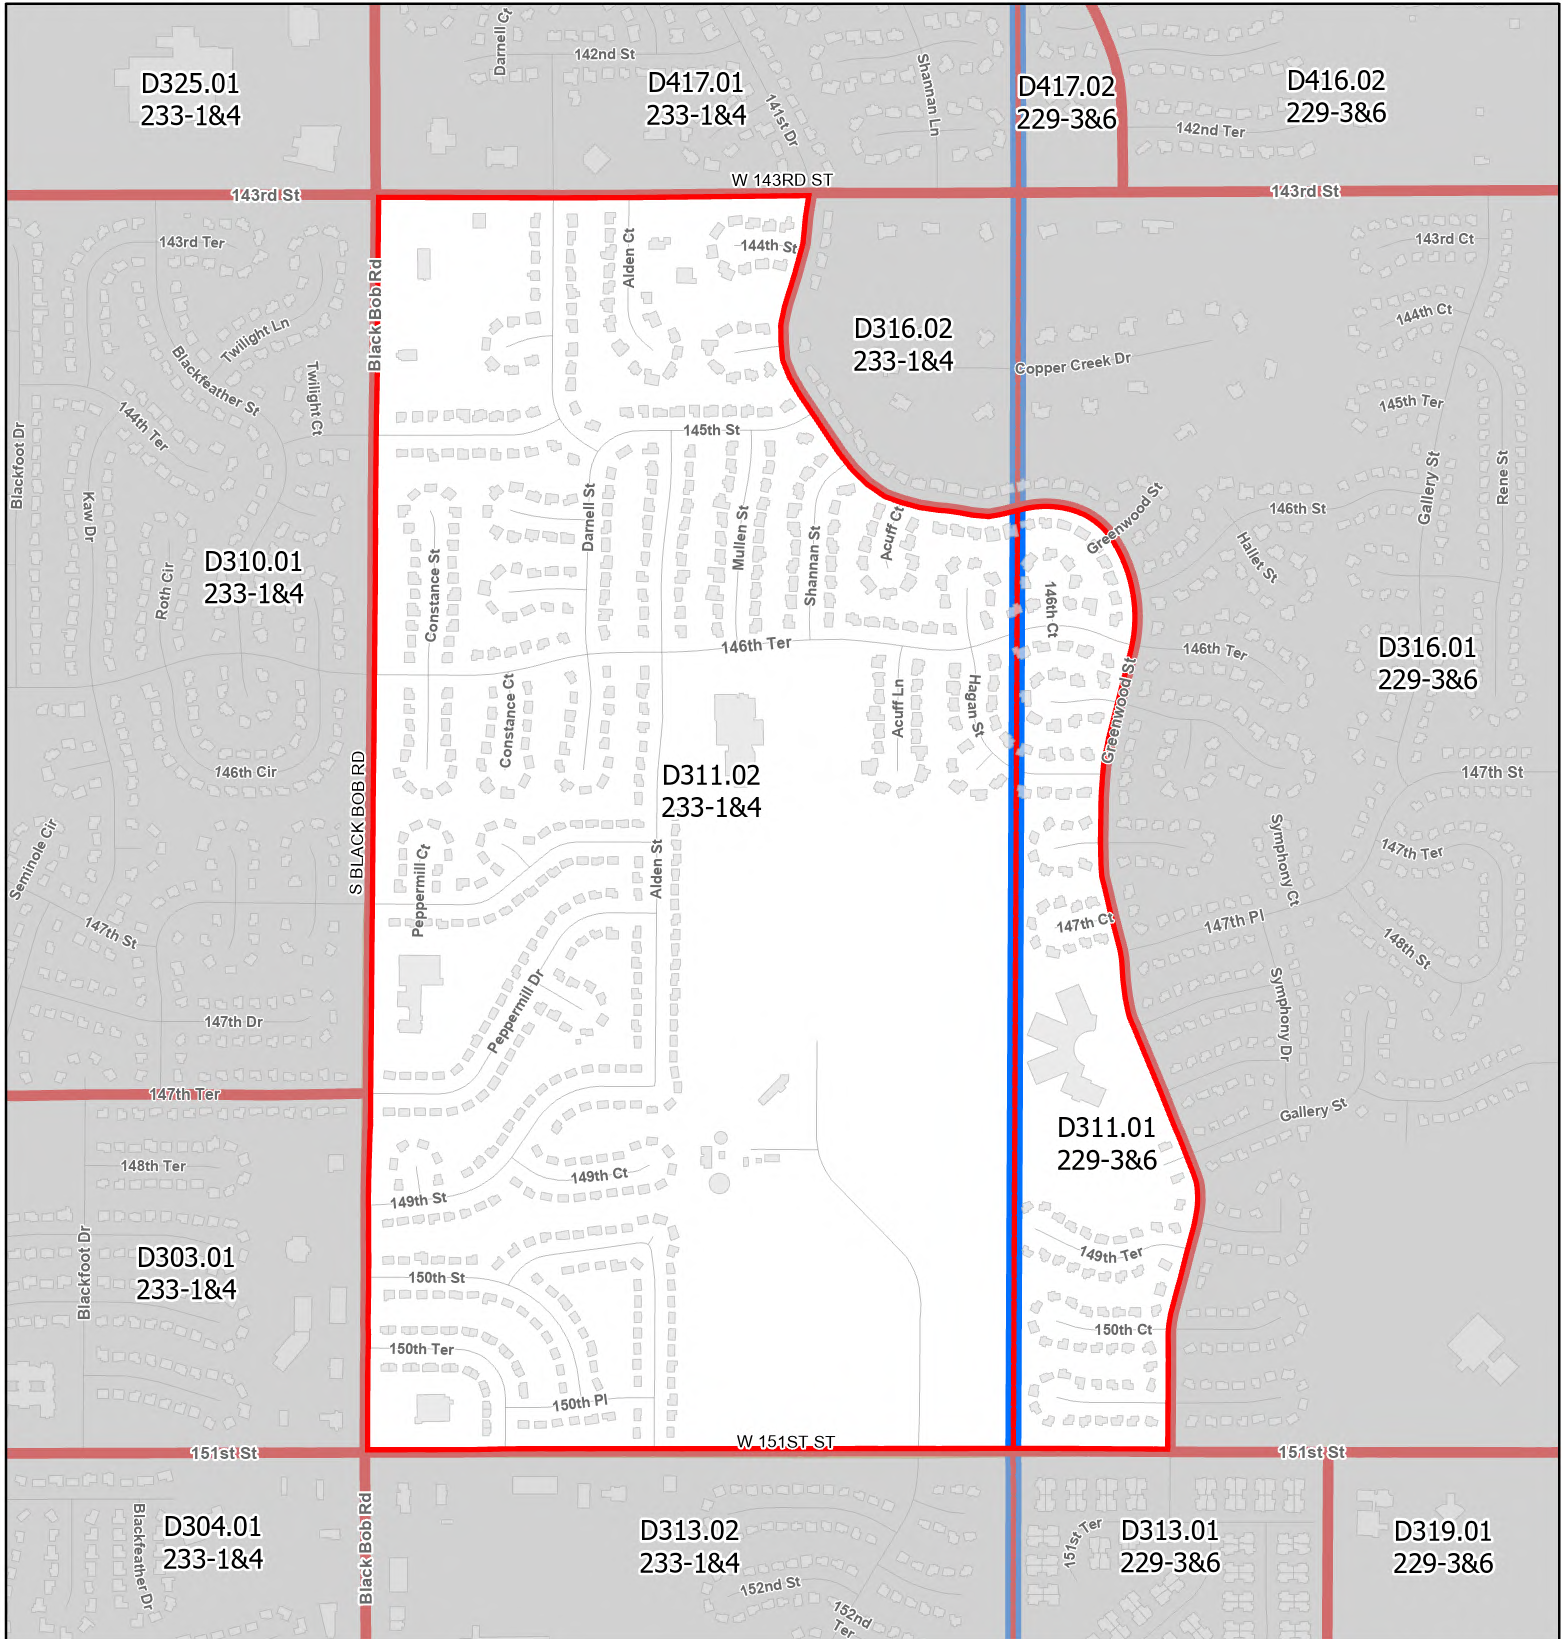 Darnell Ct
142nd St
D325.01
233-1&4
D417.01
233-1&4
141st Dr
Shannan Ln
D417.02
229-3&6
D416.02
229-3&6
142nd Ter
143rd St
W 143RD ST
143rd St
143rd Ter
Black Bob Rd
Alden Ct
144th St
143rd Ct
Twilight Ln
Blackfeather St
Twilight Ct
D316.02
233-1&4
Copper Creek Dr
144th Ct
144th Ter
145th St
145th Ter
Blackfoot Dr
Kaw Dr
Gallery St
Rene St
Constance St
Darnell St
Mullen St
Shannan St
Acuff Ct
Greenwood St
146th St
Hallet St
D310.01
233-1&4
Roth Cir
146th Ct
146th Ter
146th Ter
D316.01
229-3&6
Constance Ct
Acuff Ln
Hagan St
Greenwood St
146th Cir
S BLACK BOB RD
D311.02
233-1&4
147th St
Seminole Cir
Peppermill Ct
Alden St
Symphony Ct
147th Ter
147th St
147th Ct
147th Pl
148th St
Peppermill Dr
147th Dr
Symphony Dr
147th Ter
Gallery St
D311.01
229-3&6
148th Ter
149th Ct
149th St
Blackfoot Dr
D303.01
233-1&4
149th Ter
150th St
150th Ter
150th Ct
150th Pl
W 151ST ST
151st St
151st St
Black Bob Rd
Blackfeather Dr
D304.01
233-1&4
D313.02
233-1&4
151st Ter
D313.01
229-3&6
D319.01
229-3&6
152nd St
152nd
Ter